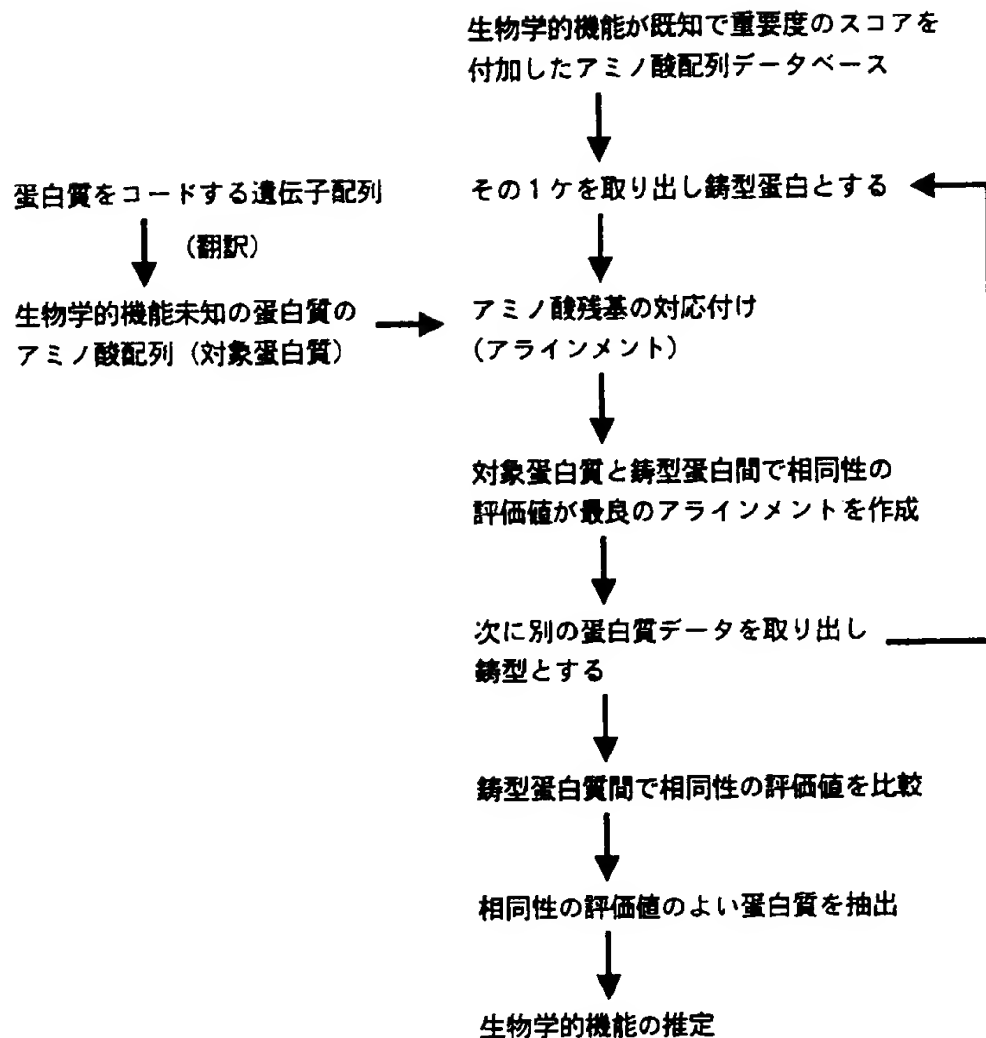 生物学的機能が既知で重要度のスコアを
付加したアミノ酸配列データベース
蛋白質をコードする遺伝子配列
その1ケを取り出し鋳型蛋白とする
(翻訳)
生物学的機能未知の蛋白質の
アミノ酸配列(対象蛋白質)
アミノ酸残基の対応付け
(アラインメント)
対象蛋白質と鋳型蛋白間で相同性の
評価値が最良のアラインメントを作成
次に別の蛋白質データを取り出し
鋳型とする
鋳型蛋白質間で相同性の評価値を比較
相同性の評価値のよい蛋白質を抽出
生物学的機能の推定